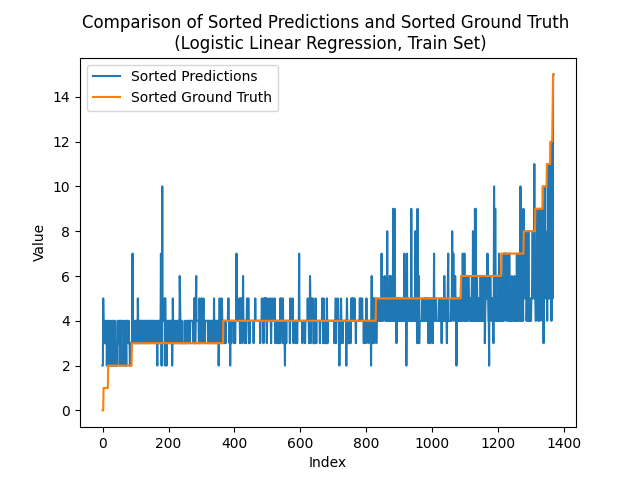 Comparison of Sorted Predictions and Sorted Ground Truth
(Logistic Linear Regression, Train Set)
Sorted Predictions
Sorted Ground Truth
Value
14
12
10
8
6
4
2
0
0 200 400 600 800 1000 1200 1400
Index